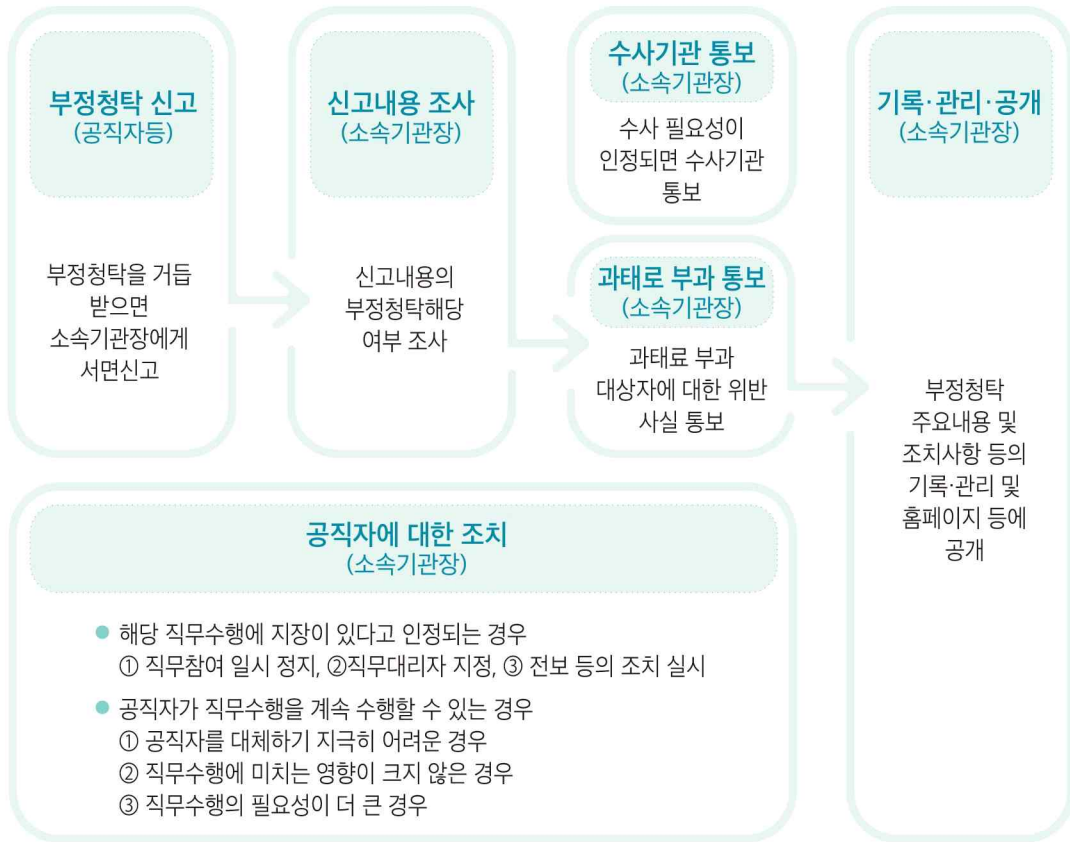 부정청탁 신고
(공직자등)
부정청탁을 거듭
받으면
소속기관장에게
서면신고
신고내용 조사
(소속기관장)
신고내용의
부정청탁해당
여부 조사
수사기관 통보
(소속기관장)
수사 필요성이
인정되면 수사기관
통보
과태로 부과 통보
(소속기관장)
과태료 부과
대상자에 대한 위반
사실 통보
기록·관리·공개
(소속기관장)
부정청탁
주요내용 및
조치사항 등의
기록·관리 및
홈페이지 등에
공개
공직자에 대한 조치
(소속기관장)
● 해당 직무수행에 지장이 있다고 인정되는 경우
① 직무참여 일시 정지, ②직무대리자 지정, ③ 전보 등의 조치 실시
● 공직자가 직무수행을 계속 수행할 수 있는 경우
① 공직자를 대체하기 지극히 어려운 경우
② 직무수행에 미치는 영향이 크지 않은 경우
③ 직무수행의 필요성이 더 큰 경우